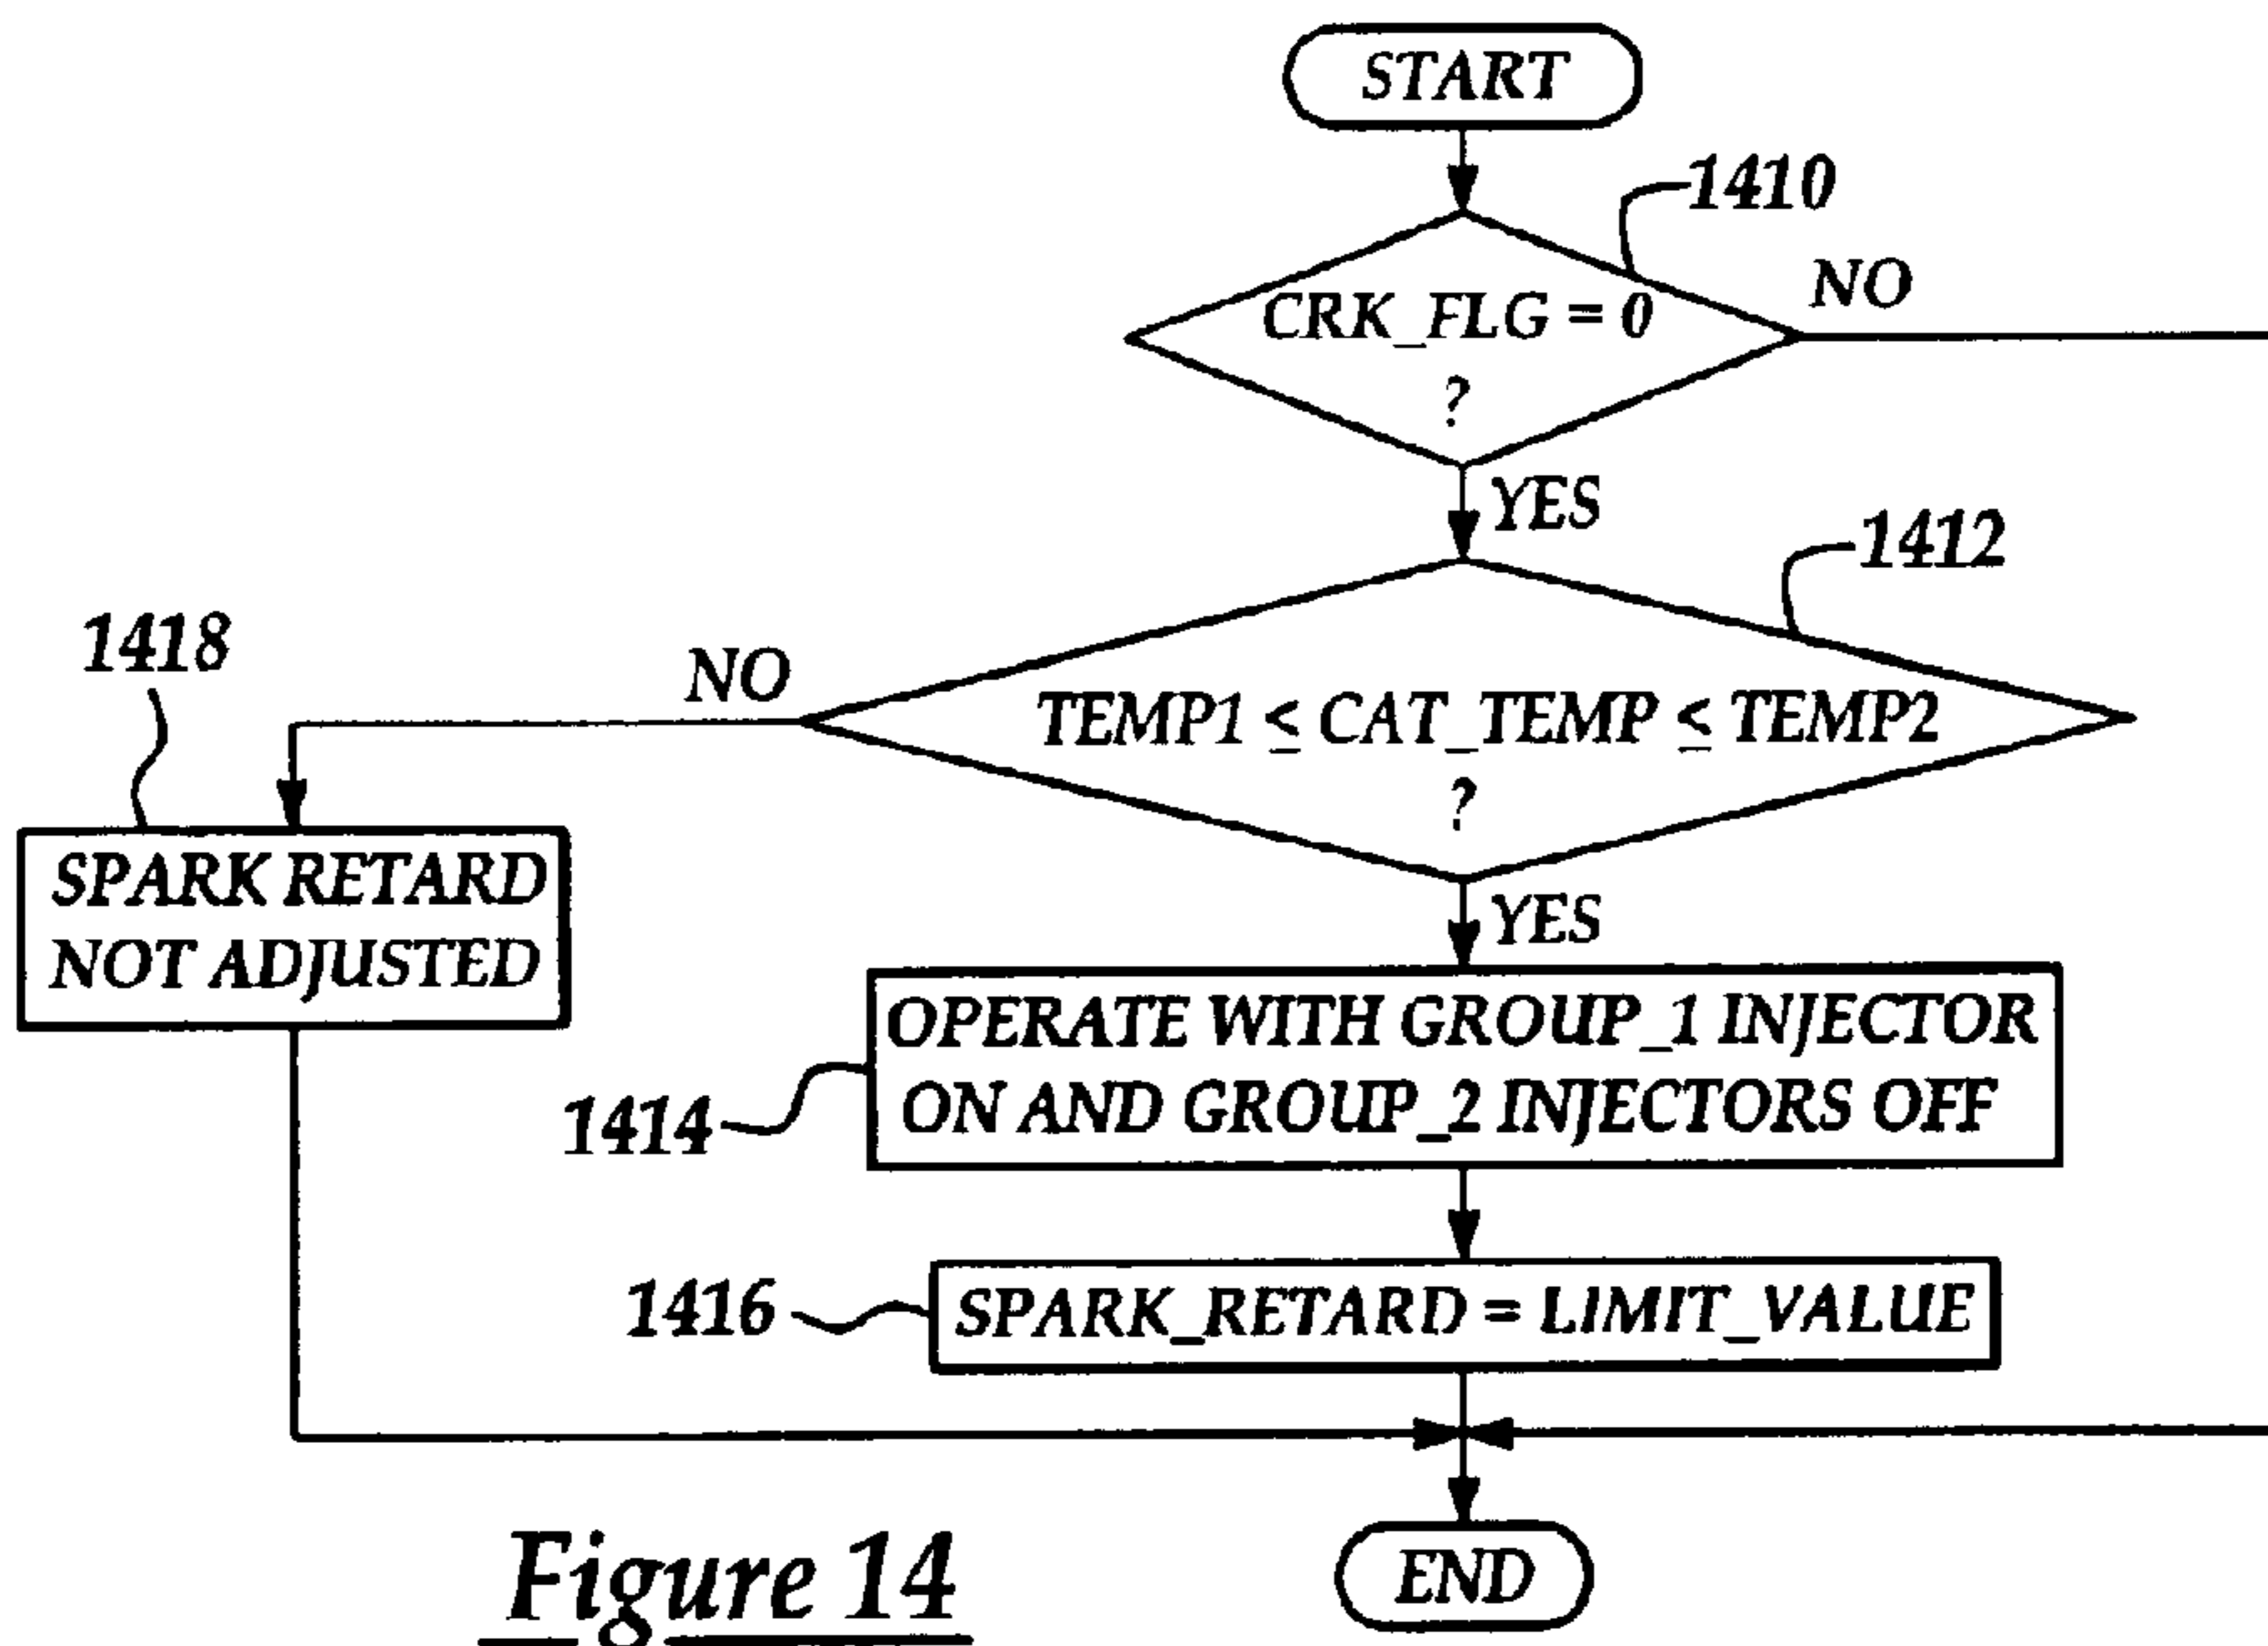 START
1410
NO
CRK_FLG = 0
?
YES
1412
1418
NO
TEMP1 ≤ CAT_TEMP ≤ TEMP2
?
SPARK RETARD
NOT ADJUSTED
YES
OPERATE WITH GROUP_1 INJECTOR
ON AND GROUP_2 INJECTORS OFF
1414
1416
SPARK_RETARD = LIMIT_VALUE
END
Figure 14